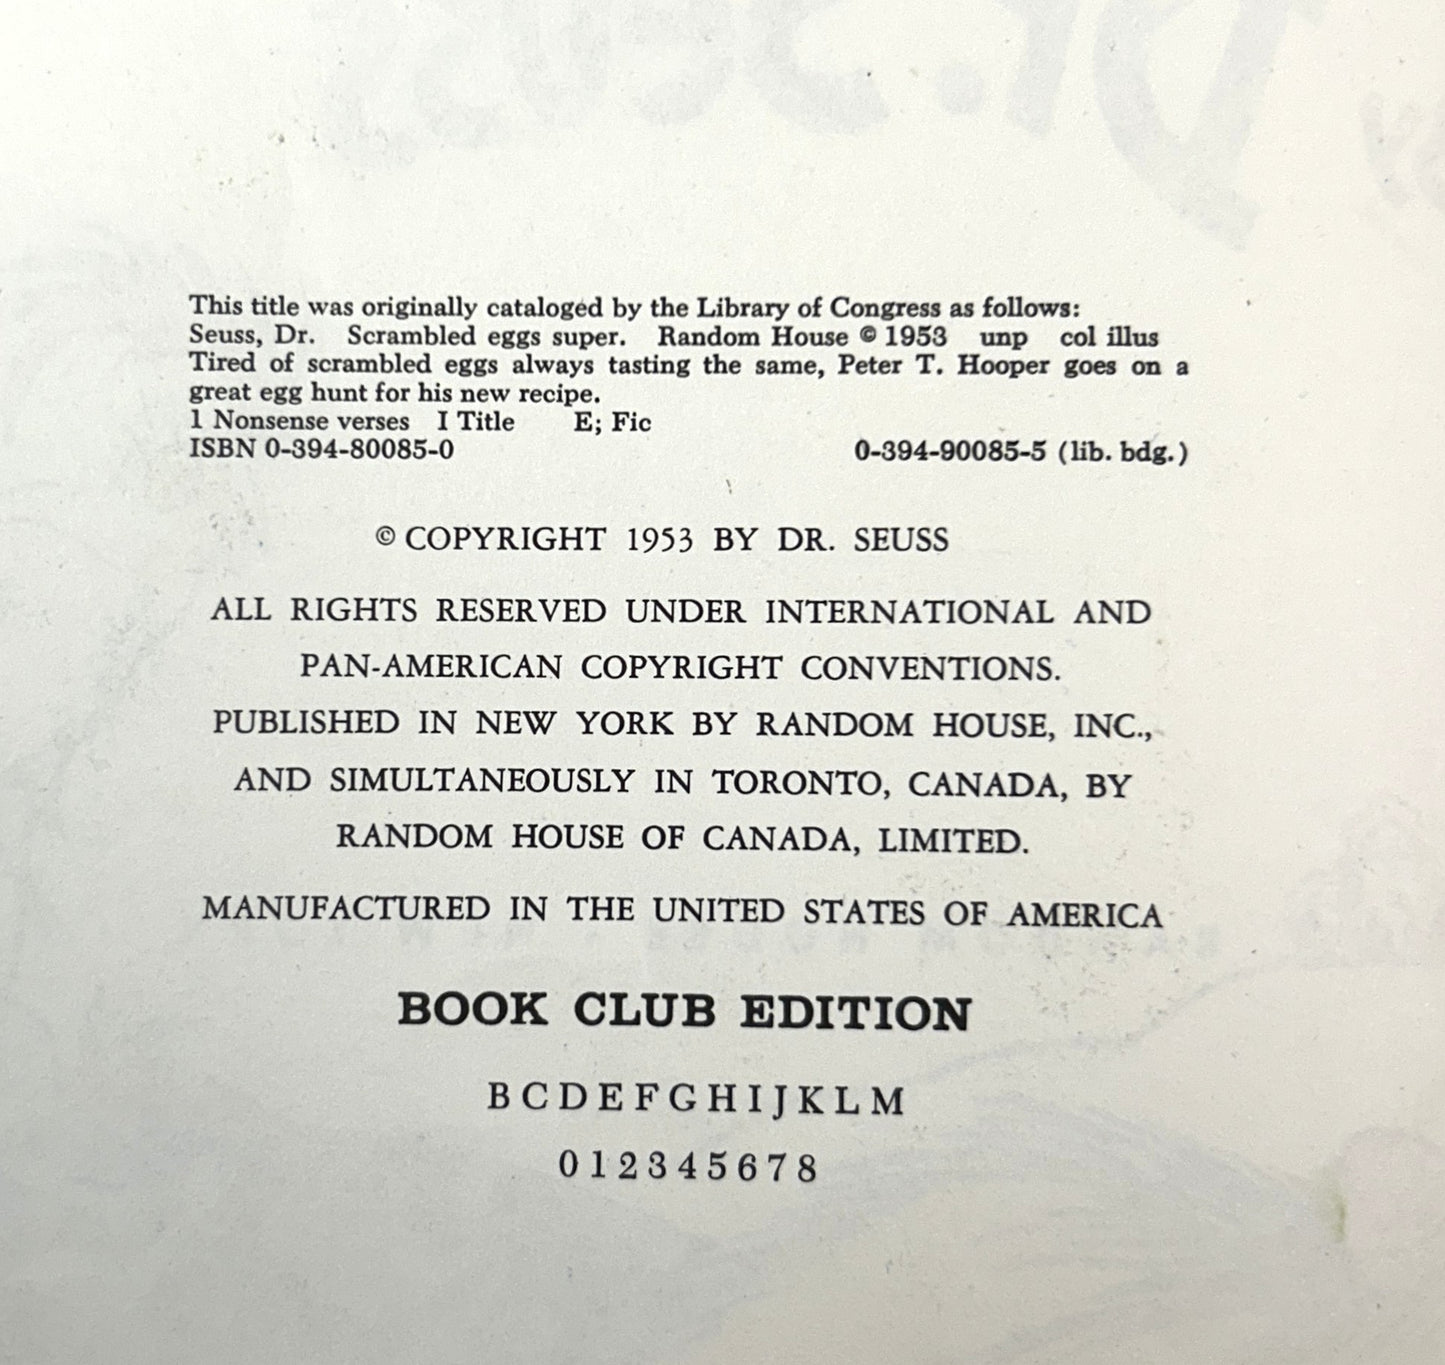 This title was originally cataloged by the Library of Congress as follows:
Seuss, Dr. Scrambled eggs super. Random House © 1953 unp col illus
Tired of scrambled eggs always tasting the same, Peter T. Hooper goes on a
great egg hunt for his new recipe.
1 Nonsense verses I Title E; Fic
ISBN 0-394-80085-0 0-394-90085-5 (lib. bdg.)
© COPYRIGHT 1953 BY DR. SEUSS
ALL RIGHTS RESERVED UNDER INTERNATIONAL AND
PAN-AMERICAN COPYRIGHT CONVENTIONS.
PUBLISHED IN NEW YORK BY RANDOM HOUSE, INC.,
AND SIMULTANEOUSLY IN TORONTO, CANADA, BY
RANDOM HOUSE OF CANADA, LIMITED.
MANUFACTURED IN THE UNITED STATES OF AMERICA
BOOK CLUB EDITION
B C D E F G H I J K L M
0 1 2 3 4 5 6 7 8